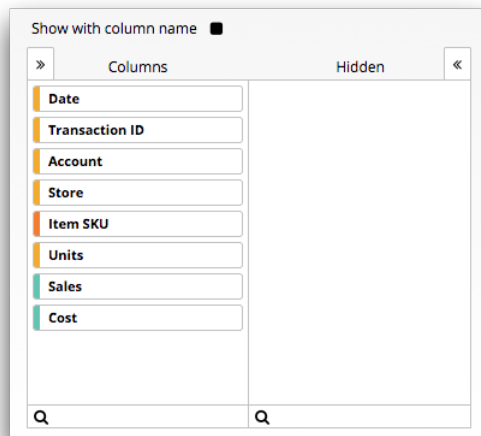 Show with column name
» Columns Hidden «
Date
Transaction ID
Account
Store
Item SKU
Units
Sales
Cost